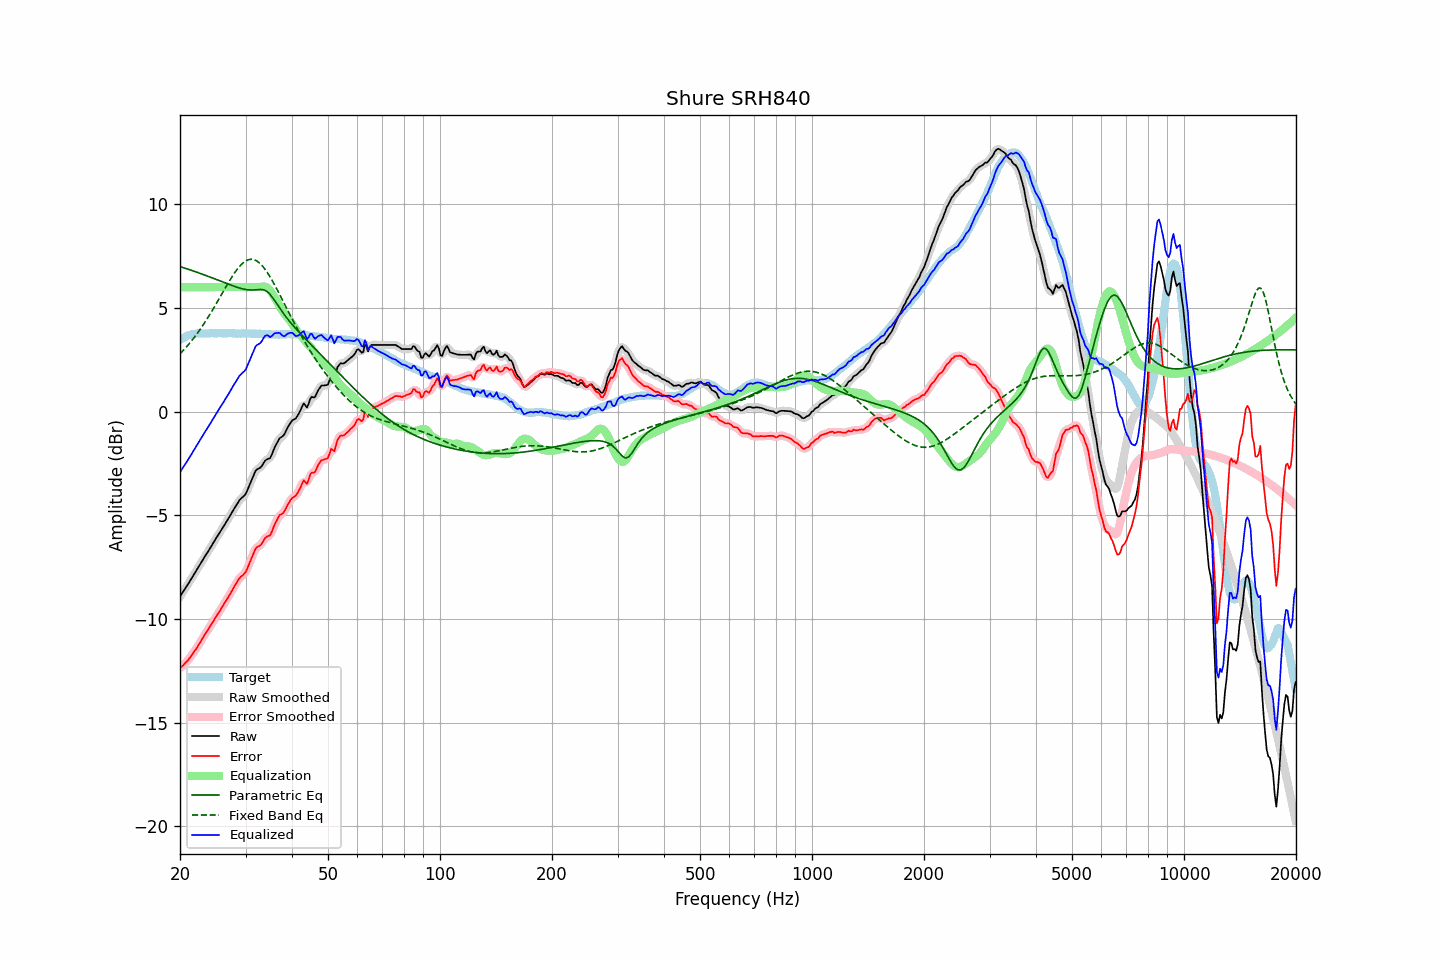 Shure SRH840
Amplitude (dBr)
10
5
0
−5
−10
−15
−20
Target
Raw Smoothed
Error Smoothed
Raw
Error
Equalization
Parametric Eq
Fixed Band Eq
Equalized
20 50 100 200 500 1000 2000 5000 10000 20000
Frequency (Hz)